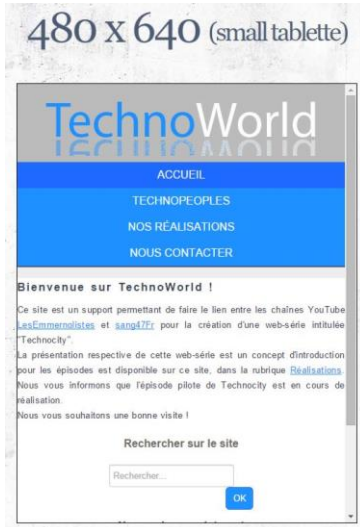 480 x 640 (small tablette)
TechnoWorld
ACCUEIL
TECHNOPEOPLES
NOS RÉALISATIONS
NOUS CONTACTER
Bienvenue sur TechnoWorld !
Ce site est un support permettant de faire le lien entre les chaînes YouTube
LesEmmernolistes et sang47Fr pour la création d'une web-série intitulée
"Technocity".
La présentation respective de cette web-série est un concept d'introduction
pour les épisodes est disponible sur ce site, dans la rubrique Réalisations.
Nous vous informons que l'épisode pilote de Technocity est en cours de
réalisation.
Nous vous souhaitons une bonne visite !
Rechercher sur le site
Rechercher...
OK